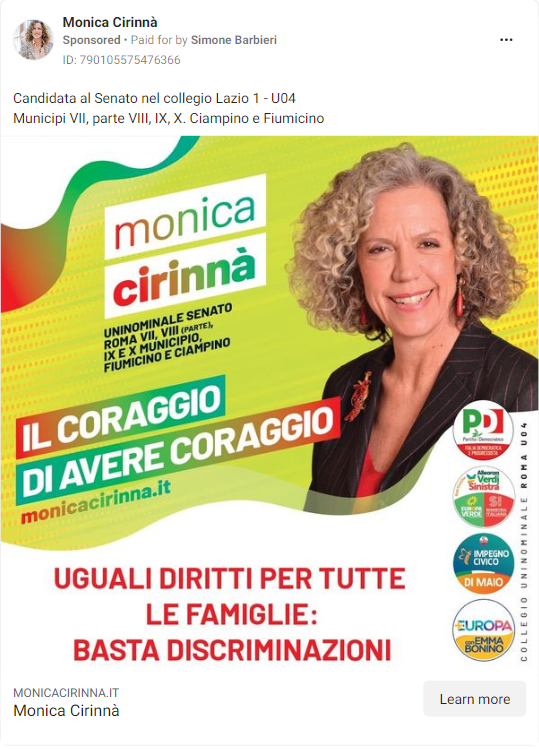 Monica Cirinnà
Sponsored • Paid for by Simone Barbieri
ID: 790105575476366
Candidata al Senato nel collegio Lazio 1 - U04
Municipi VII, parte VIII, IX, X. Ciampino e Fiumicino
monica
cirinnà
UNINOMINALE SENATO
ROMA VII, VIII (PARTE),
IX E X MUNICIPIO,
FIUMICINO E CIAMPINO
IL CORAGGIO
DI AVERE CORAGGIO
monicacirinna.it
PD
Partito Democratico
ITALIA DEMOCRATICA
E PROGRESSISTA
Alleanza
Verdi
Sinistra
EUROPA
VERDE
SI
SINISTRA
ITALIANA
IMPEGNO
CIVICO
DI MAIO
+EUROPA
con EMMA
BONINO
COLLEGIO UNINOMINALE ROMA U04
UGUALI DIRITTI PER TUTTE
LE FAMIGLIE:
BASTA DISCRIMINAZIONI
MONICACIRINNA.IT
Monica Cirinnà
Learn more